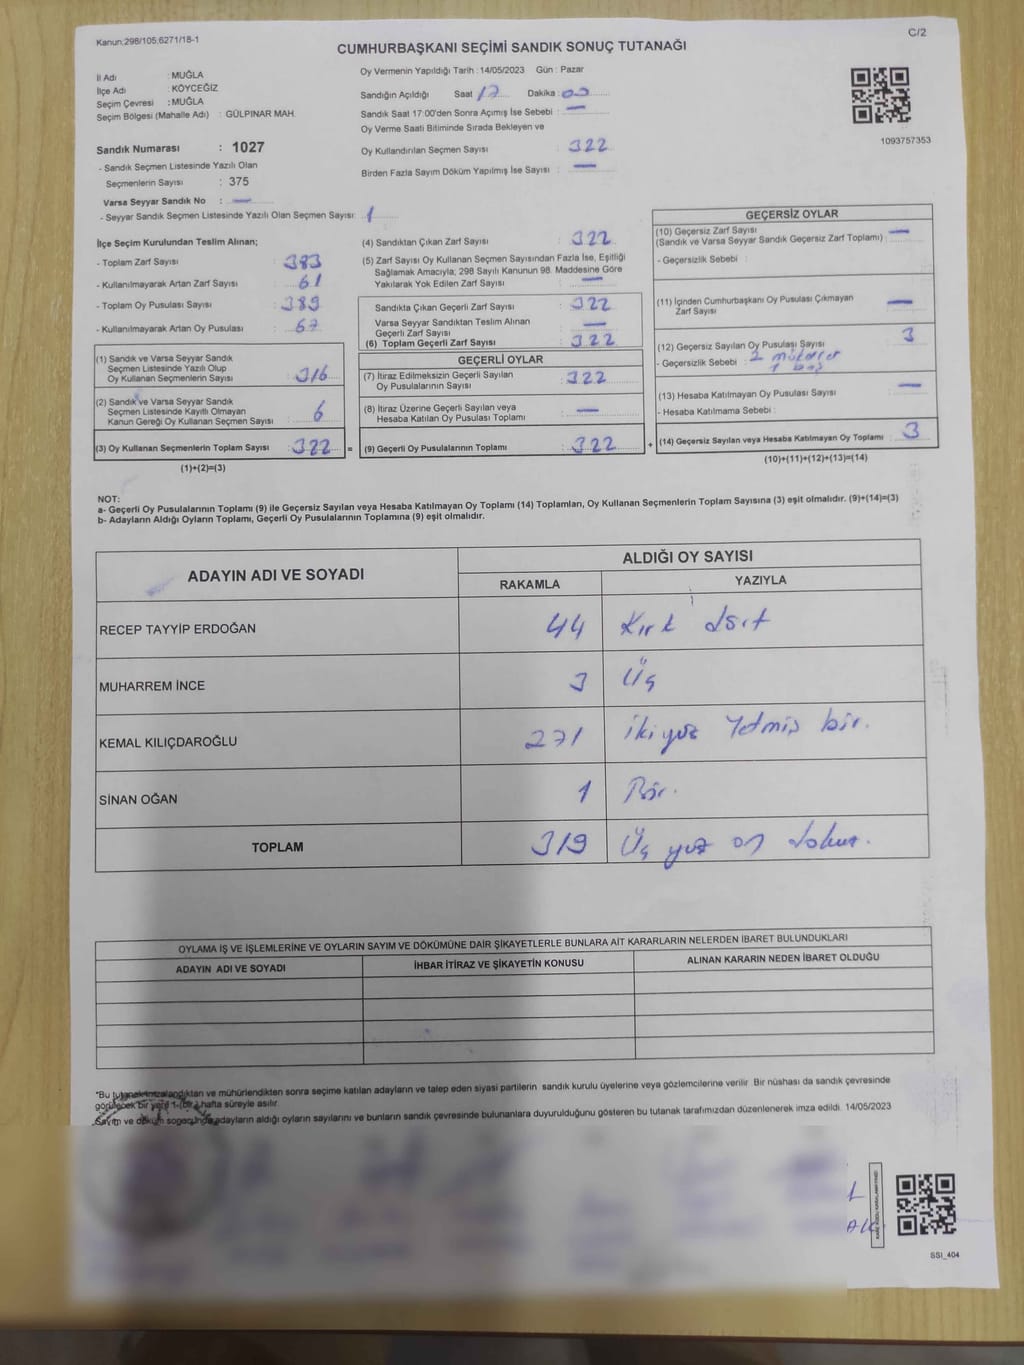 Kanun:298/105;6271/18-1
C/2
CUMHURBAŞKANI SEÇİMİ SANDIK SONUÇ TUTANAĞI
İl Adı : MUĞLA
İlçe Adı : KÖYCEĞİZ
Seçim Çevresi : MUĞLA
Seçim Bölgesi (Mahalle Adı) : GÜLPINAR MAH.
Sandık Numarası : 1027
- Sandık Seçmen Listesinde Yazılı Olan
Seçmenlerin Sayısı : 375
Varsa Seyyar Sandık No : —
- Seyyar Sandık Seçmen Listesinde Yazılı Olan Seçmen Sayısı: 1
Oy Vermenin Yapıldığı Tarih : 14/05/2023 Gün : Pazar
Sandığın Açıldığı Saat 17 Dakika : 00
Sandık Saat 17:00'den Sonra Açımış İse Sebebi : —
Oy Verme Saati Bitiminde Sırada Bekleyen ve
Oy Kullandırılan Seçmen Sayısı : 322
Birden Fazla Sayım Döküm Yapılmış İse Sayısı : —
1093757353
İlçe Seçim Kurulundan Teslim Alınan;
- Toplam Zarf Sayısı : 383
- Kullanılmayarak Artan Zarf Sayısı : 61
- Toplam Oy Pusulası Sayısı : 389
- Kullanılmayarak Artan Oy Pusulası : 67
(1) Sandık ve Varsa Seyyar Sandık
Seçmen Listesinde Yazılı Olup
Oy Kullanan Seçmenlerin Sayısı : 316
(2) Sandık ve Varsa Seyyar Sandık
Seçmen Listesinde Kayıtlı Olmayan
Kanun Gereği Oy Kullanan Seçmen Sayısı : 6
(3) Oy Kullanan Seçmenlerin Toplam Sayısı : 322 =
(1)+(2)=(3)
(4) Sandıktan Çıkan Zarf Sayısı : 322
(5) Zarf Sayısı Oy Kullanan Seçmen Sayısından Fazla İse, Eşitliği
Sağlamak Amacıyla; 298 Sayılı Kanunun 98. Maddesine Göre
Yakılarak Yok Edilen Zarf Sayısı : —
Sandıkta Çıkan Geçerli Zarf Sayısı : 322
Varsa Seyyar Sandıktan Teslim Alınan
Geçerli Zarf Sayısı : —
(6) Toplam Geçerli Zarf Sayısı : 322
GEÇERLİ OYLAR
(7) İtiraz Edilmeksizin Geçerli Sayılan
Oy Pusulalarının Sayısı : 322
(8) İtiraz Üzerine Geçerli Sayılan veya
Hesaba Katılan Oy Pusulası Toplamı : —
(9) Geçerli Oy Pusulalarının Toplamı : 322 +
GEÇERSİZ OYLAR
(10) Geçersiz Zarf Sayısı
(Sandık ve Varsa Seyyar Sandık Geçersiz Zarf Toplamı) : —
- Geçersizlik Sebebi :
(11) İçinden Cumhurbaşkanı Oy Pusulası Çıkmayan
Zarf Sayısı : —
(12) Geçersiz Sayılan Oy Pusulası Sayısı : 3
- Geçersizlik Sebebi : 2 mükerrer
1 boş
(13) Hesaba Katılmayan Oy Pusulası Sayısı : —
- Hesaba Katılmama Sebebi :
(14) Geçersiz Sayılan veya Hesaba Katılmayan Oy Toplamı : 3
(10)+(11)+(12)+(13)=(14)
NOT:
a- Geçerli Oy Pusulalarının Toplamı (9) ile Geçersiz Sayılan veya Hesaba Katılmayan Oy Toplamı (14) Toplamları, Oy Kullanan Seçmenlerin Toplam Sayısına (3) eşit olmalıdır. (9)+(14)=(3)
b- Adayların Aldığı Oyların Toplamı, Geçerli Oy Pusulalarının Toplamına (9) eşit olmalıdır.
ADAYIN ADI VE SOYADI ALDIĞI OY SAYISI
RAKAMLA YAZIYLA
RECEP TAYYİP ERDOĞAN 44 Kırk dört
MUHARREM İNCE 3 Üç
KEMAL KILIÇDAROĞLU 271 İkiyüz Yetmiş bir.
SİNAN OĞAN 1 Bir.
TOPLAM 319 Üç yüz on dokuz.
OYLAMA İŞ VE İŞLEMLERİNE VE OYLARIN SAYIM VE DÖKÜMÜNE DAİR ŞİKAYETLERLE BUNLARA AİT KARARLARIN NELERDEN İBARET BULUNDUKLARI
ADAYIN ADI VE SOYADI İHBAR İTİRAZ VE ŞİKAYETİN KONUSU ALINAN KARARIN NEDEN İBARET OLDUĞU
*Bu tutanak imzalandıktan ve mühürlendikten sonra seçime katılan adayların ve talep eden siyasi partilerin sandık kurulu üyelerine veya gözlemcilerine verilir. Bir nüshası da sandık çevresinde
görülecek bir yere 1 (bir) hafta süreyle asılır.
Sayım ve döküm sonucunda adayların aldığı oyların sayılarını ve bunların sandık çevresinde bulunanlara duyurulduğunu gösteren bu tutanak tarafımızdan düzenlenerek imza edildi. 14/05/2023
SSI_404